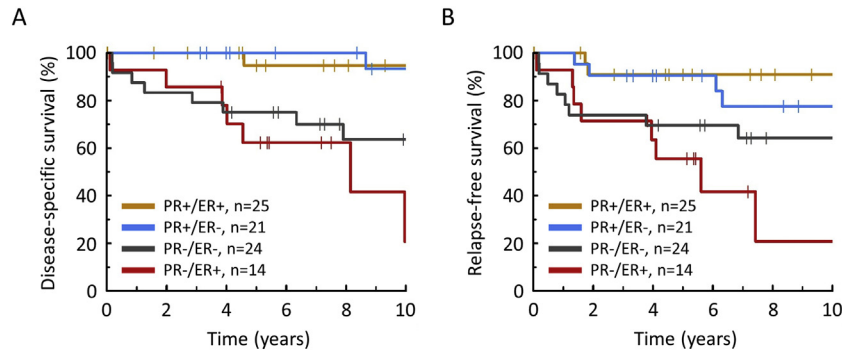 A
Disease-specific survival (%)
100
80
60
40
20
0
PR+/ER+, n=25
PR+/ER-, n=21
PR-/ER-, n=24
PR-/ER+, n=14
0 2 4 6 8 10
Time (years)
B
Relapse-free survival (%)
100
80
60
40
20
0
PR+/ER+, n=25
PR+/ER-, n=21
PR-/ER-, n=24
PR-/ER+, n=14
0 2 4 6 8 10
Time (years)